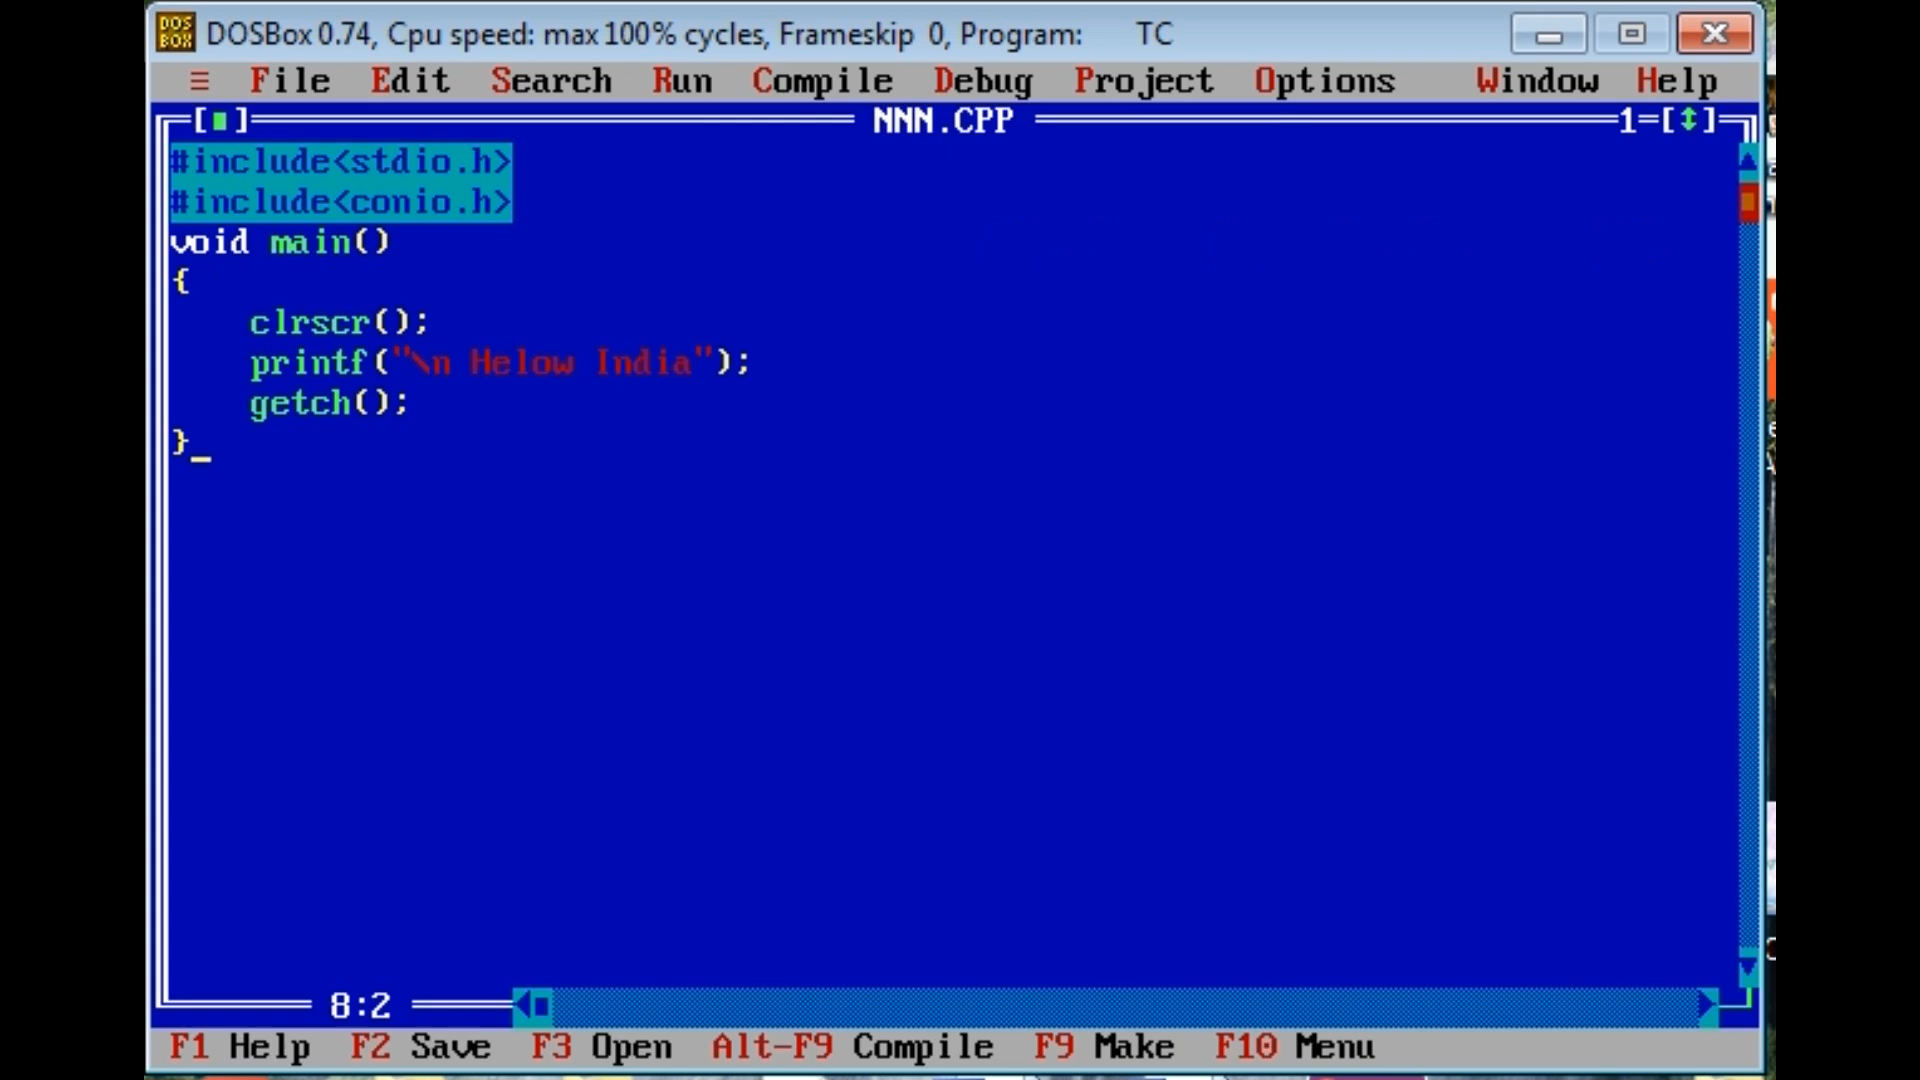 DOS BOX DOSBox 0.74, Cpu speed: max 100% cycles, Frameskip 0, Program: TC
≡ File Edit Search Run Compile Debug Project Options Window Help
[■] NNN.CPP 1=[↕]
#include<stdio.h>
#include<conio.h>
void main()
{
    clrscr();
    printf("\n Helow India");
    getch();
}_
8:2
F1 Help F2 Save F3 Open Alt-F9 Compile F9 Make F10 Menu